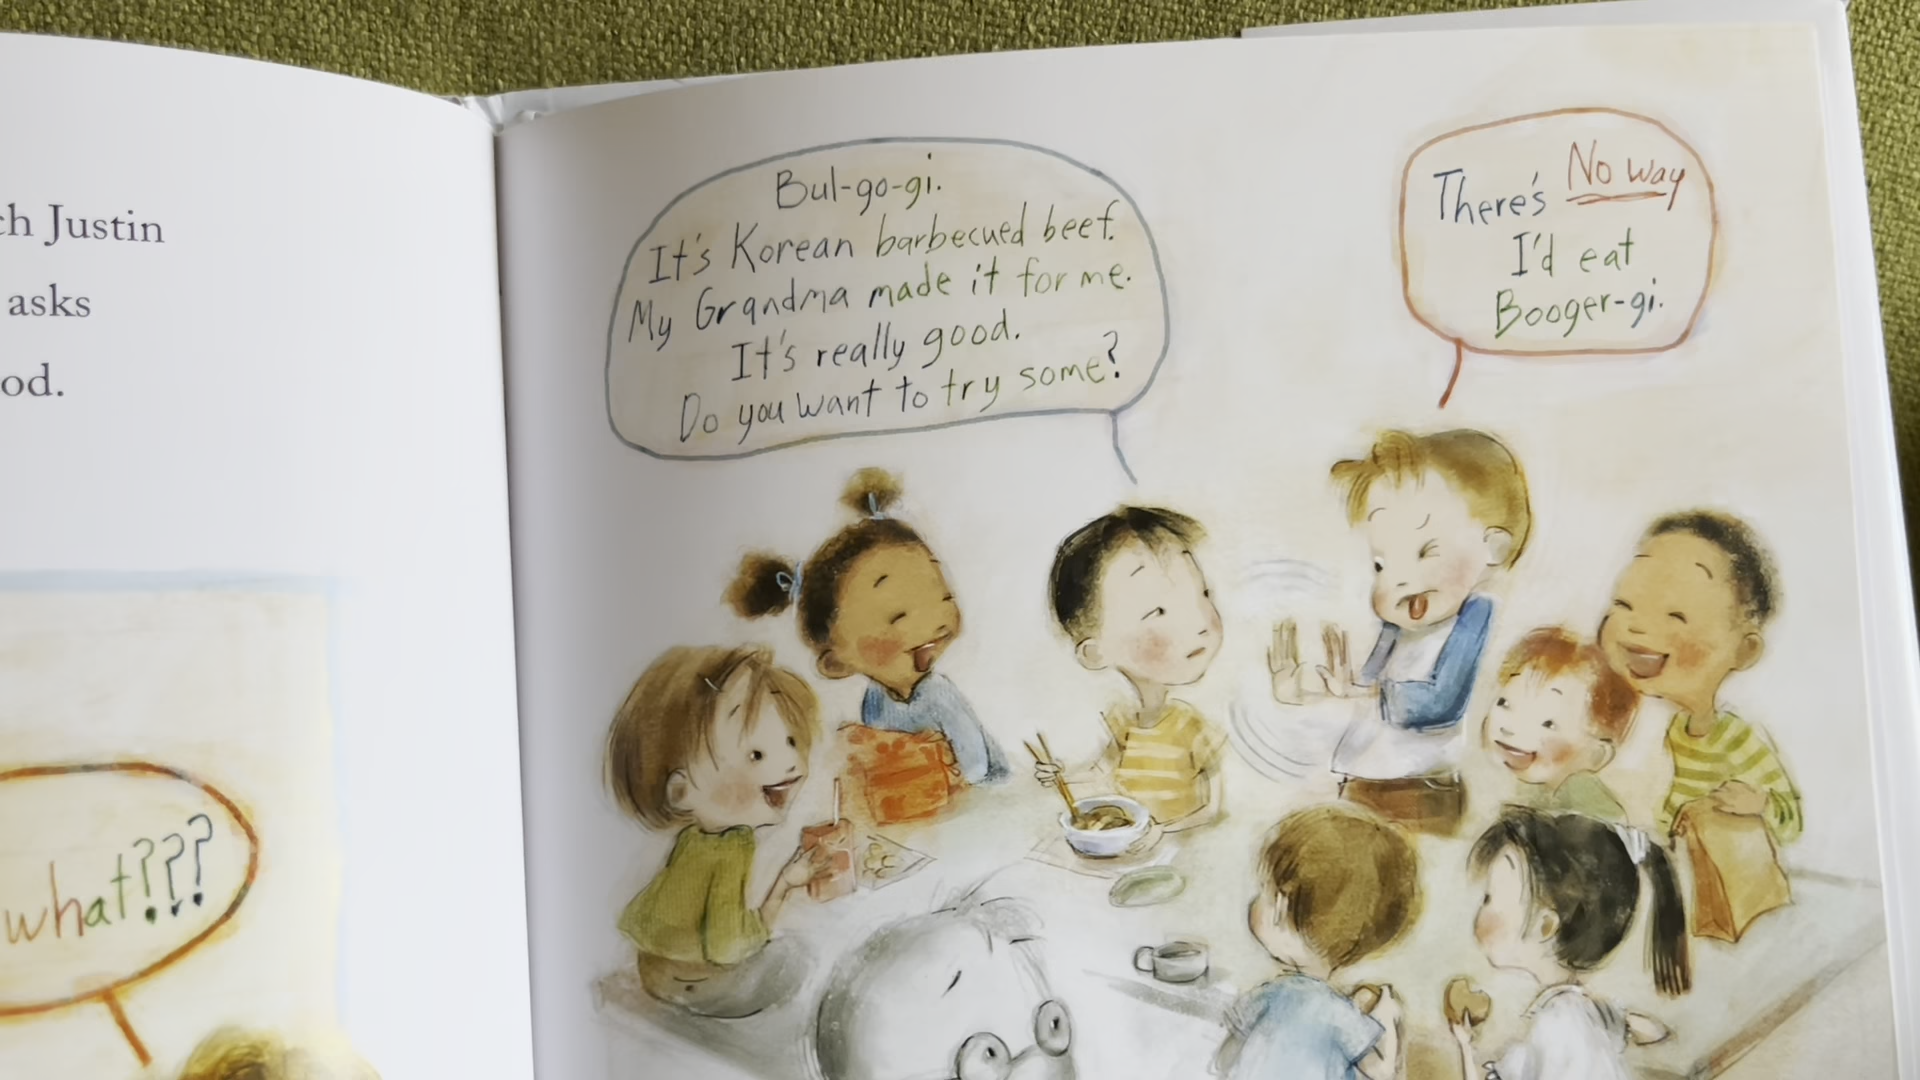 ch Justin
asks
od.
what???
Bul-go-gi.
It's Korean barbecued beef.
My Grandma made it for me.
It's really good.
Do you want to try some?
There's No way
I'd eat
Booger-gi.